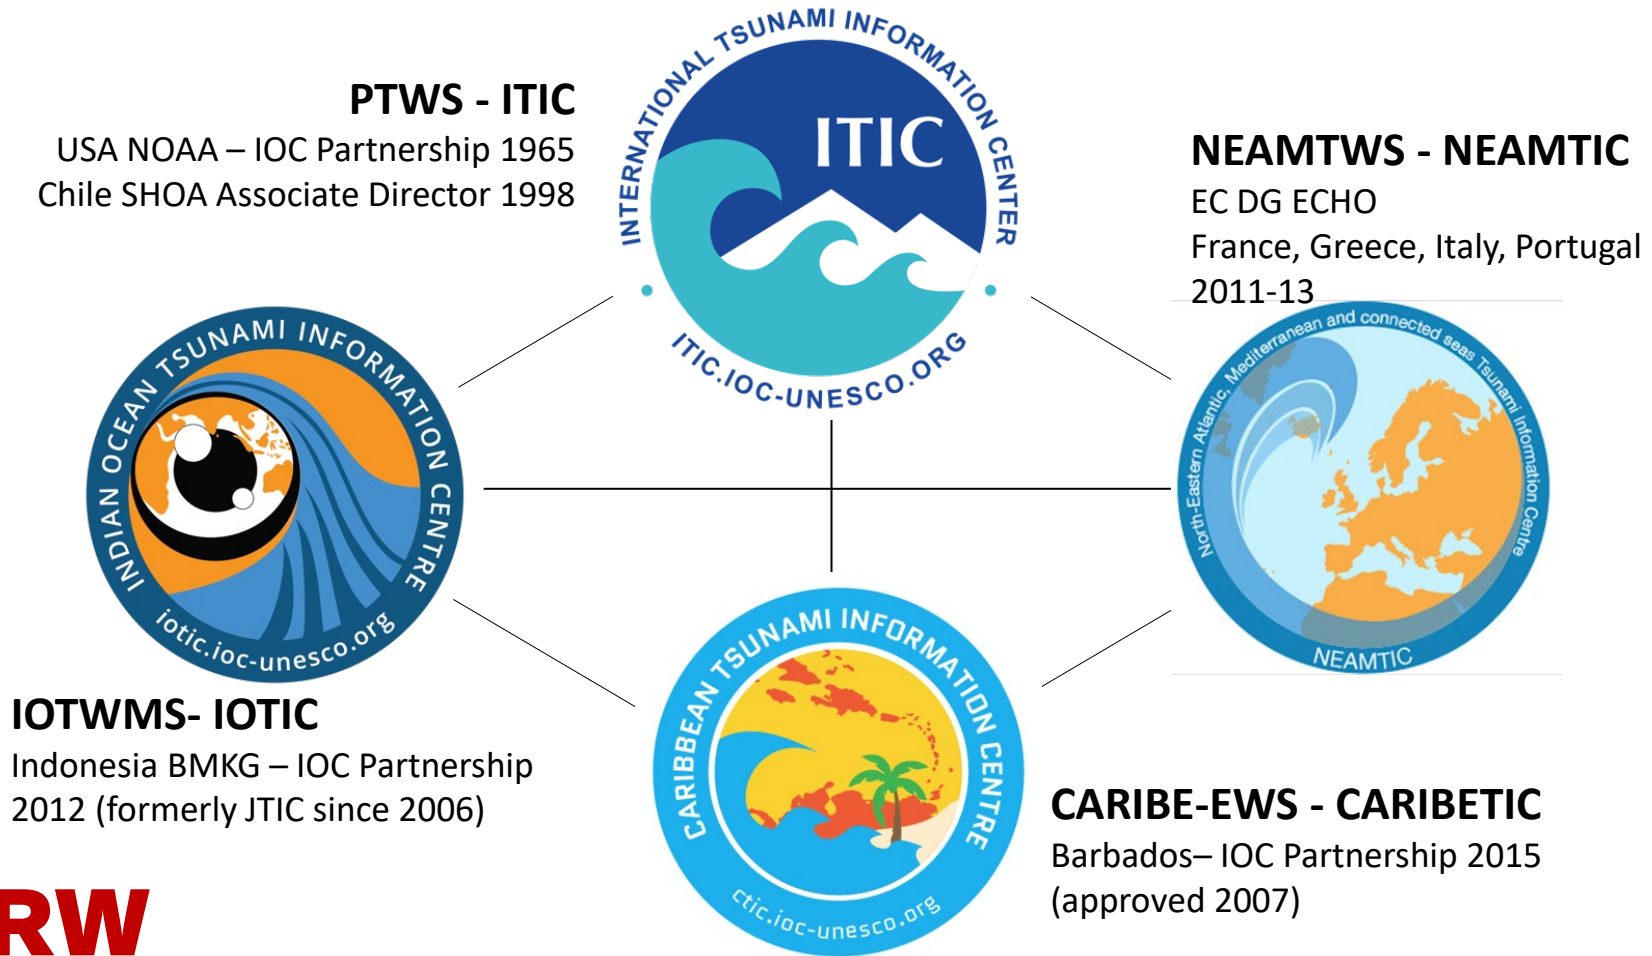 PTWS - ITIC
USA NOAA – IOC Partnership 1965
Chile SHOA Associate Director 1998
INTERNATIONAL TSUNAMI INFORMATION CENTER
ITIC
ITIC.IOC-UNESCO.ORG
NEAMTWS - NEAMTIC
EC DG ECHO
France, Greece, Italy, Portugal
2011-13
North-Eastern Atlantic, Mediterranean and connected seas Tsunami Information Centre
NEAMTIC
INDIAN OCEAN TSUNAMI INFORMATION CENTRE
iotic.ioc-unesco.org
IOTWMS- IOTIC
Indonesia BMKG – IOC Partnership
2012 (formerly JTIC since 2006)
CARIBBEAN TSUNAMI INFORMATION CENTRE
ctic.ioc-unesco.org
CARIBE-EWS - CARIBETIC
Barbados– IOC Partnership 2015
(approved 2007)
RW